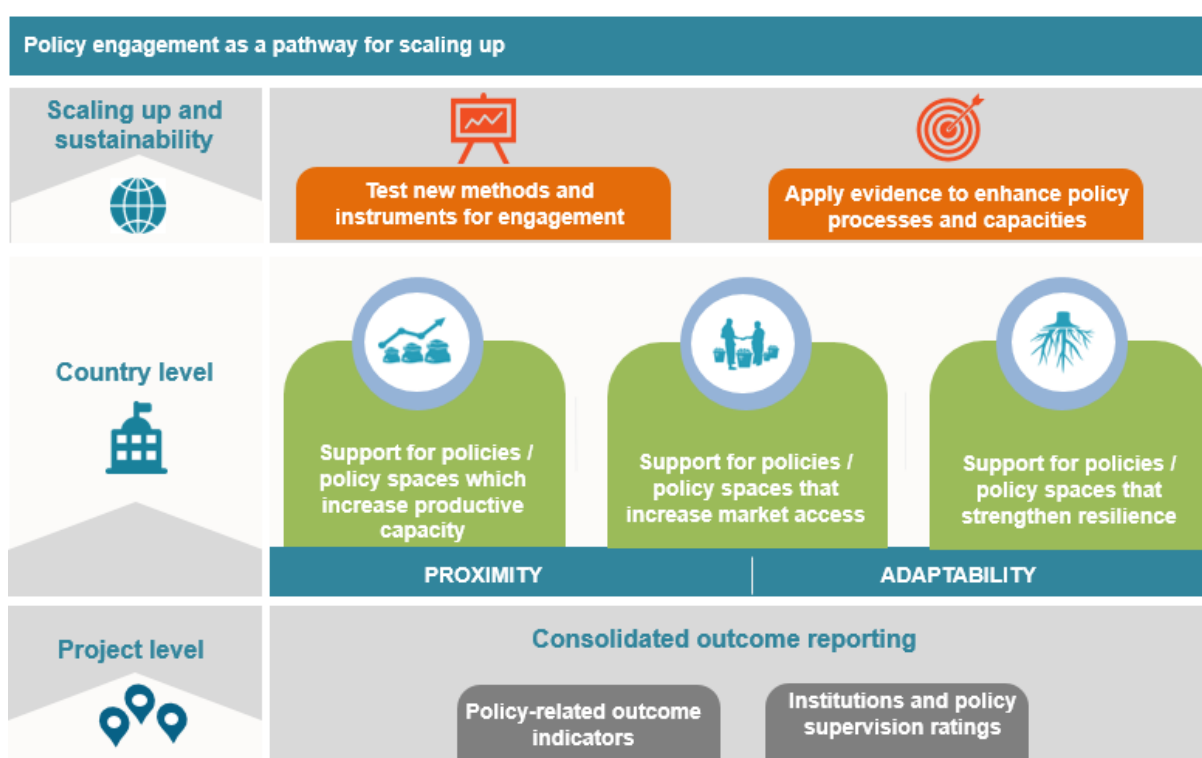 Policy engagement as a pathway for scaling up
Scaling up and
sustainability
Test new methods and
instruments for engagement
Apply evidence to enhance policy
processes and capacities
Country level
Support for policies /
policy spaces which
increase productive
capacity
Support for policies /
policy spaces that
increase market access
Support for policies /
policy spaces that
strengthen resilience
PROXIMITY
ADAPTABILITY
Project level
Consolidated outcome reporting
Policy-related outcome
indicators
Institutions and policy
supervision ratings